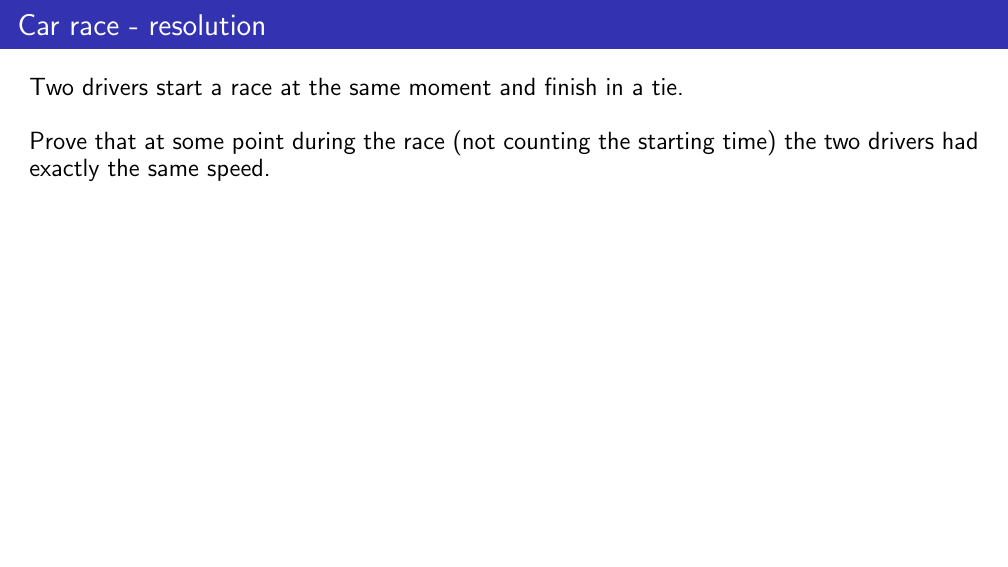 Car race - resolution
Two drivers start a race at the same moment and finish in a tie.
Prove that at some point during the race (not counting the starting time) the two drivers had
exactly the same speed.